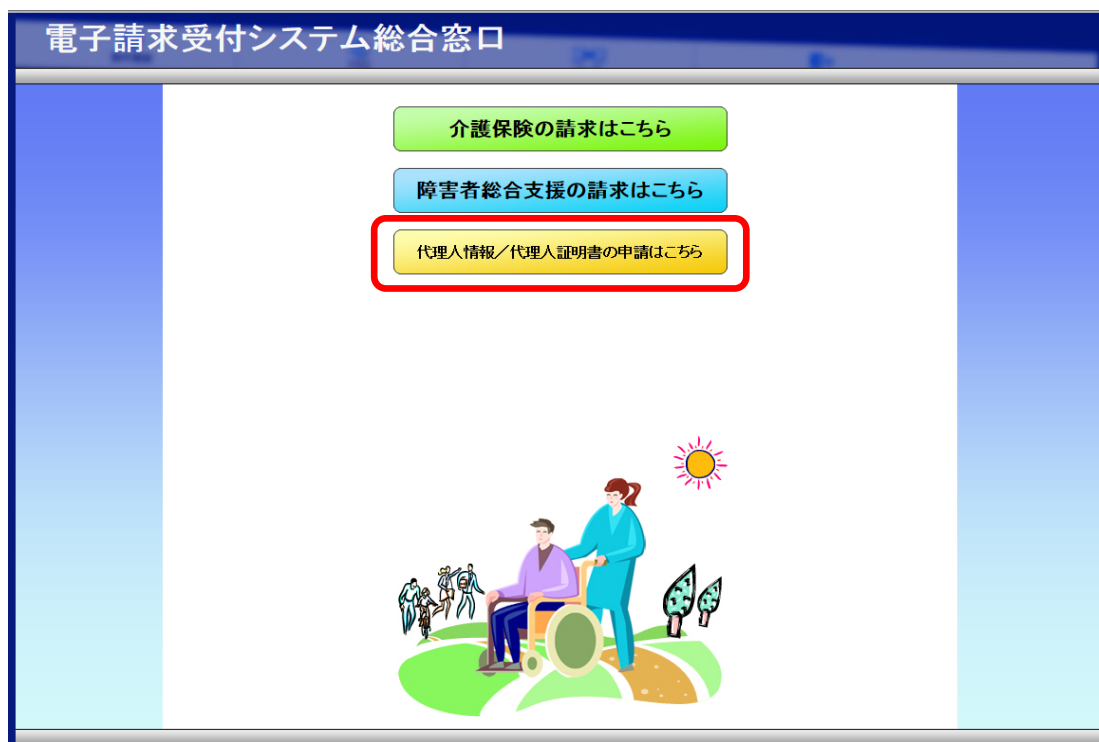 電子請求受付システム総合窓口
介護保険の請求はこちら
障害者総合支援の請求はこちら
代理人情報／代理人証明書の申請はこちら